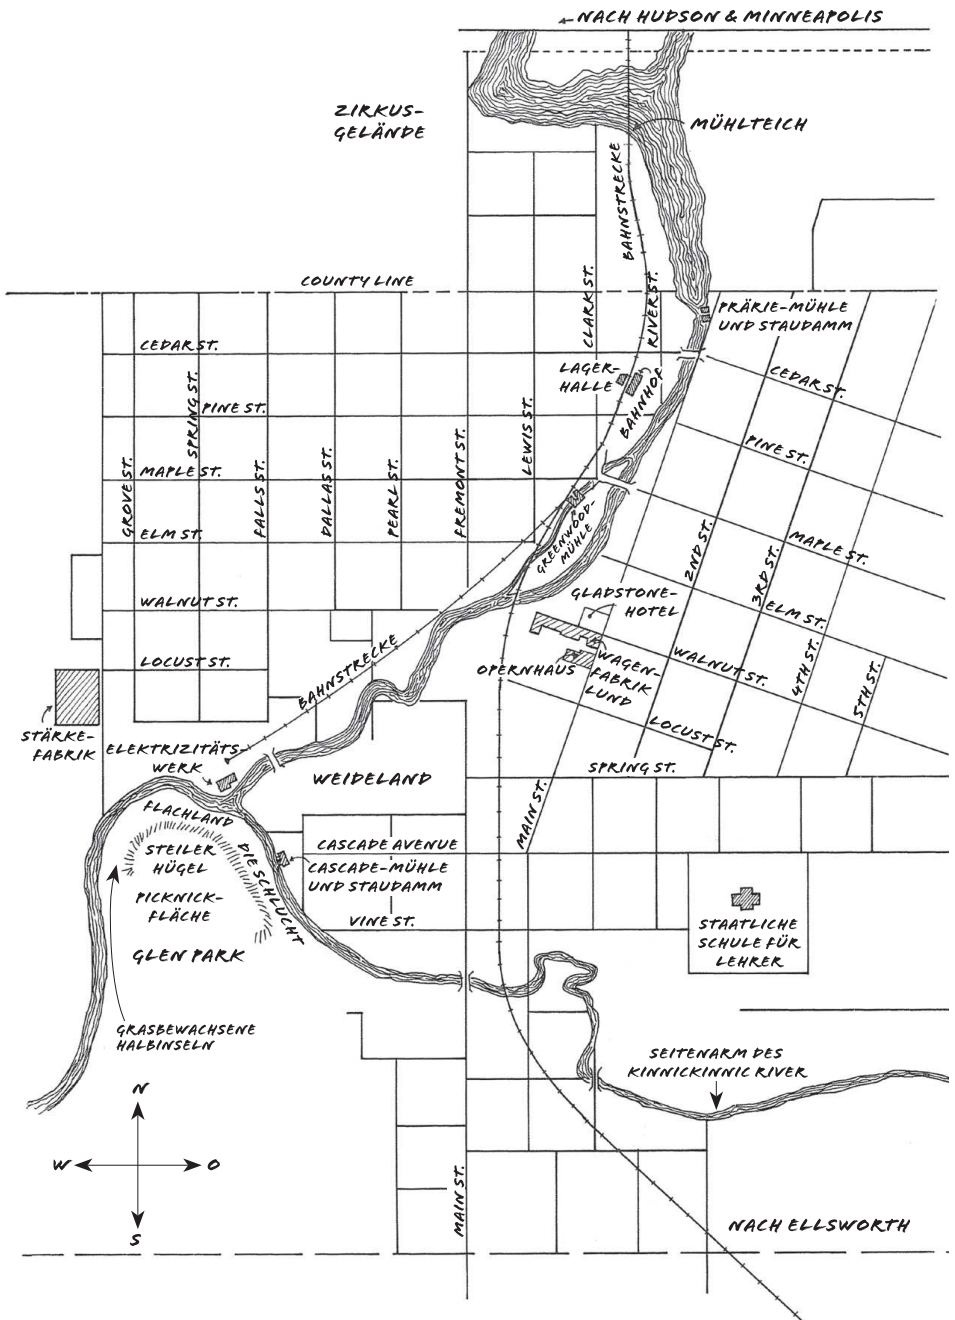 NACH HUDSON & MINNEAPOLIS
ZIRKUS-
GELÄNDE
MÜHLTEICH
BAHNSTRECKE
COUNTY LINE
CLARK ST.
RIVER ST.
PRÄRIE-MÜHLE
UND STAUDAMM
CEDAR ST.
LAGER-
HALLE
BAHNHOF
CEDAR ST.
SPRING ST.
PINE ST.
LEWIS ST.
PINE ST.
GROVE ST.
MAPLE ST.
FALLS ST.
DALLAS ST.
PEARL ST.
FREMONT ST.
ELM ST.
GREENWOOD-
MÜHLE
2ND ST.
3RD ST.
MAPLE ST.
WALNUT ST.
GLADSTONE-
HOTEL
ELM ST.
LOCUST ST.
BAHNSTRECKE
OPERNHAUS
WAGEN-
FABRIK
LUND
WALNUT ST.
4TH ST.
5TH ST.
STÄRKE-
FABRIK
ELEKTRIZITÄTS-
WERK
LOCUST ST.
WEIDELAND
SPRING ST.
MAIN ST.
FLACHLAND
STEILER
HÜGEL
DIE SCHLUCHT
CASCADE AVENUE
CASCADE-MÜHLE
UND STAUDAMM
PICKNICK-
FLÄCHE
VINE ST.
GLEN PARK
STAATLICHE
SCHULE FÜR
LEHRER
GRASBEWACHSENE
HALBINSELN
SEITENARM DES
KINNICKINNIC RIVER
N
W
O
S
MAIN ST.
NACH ELLSWORTH